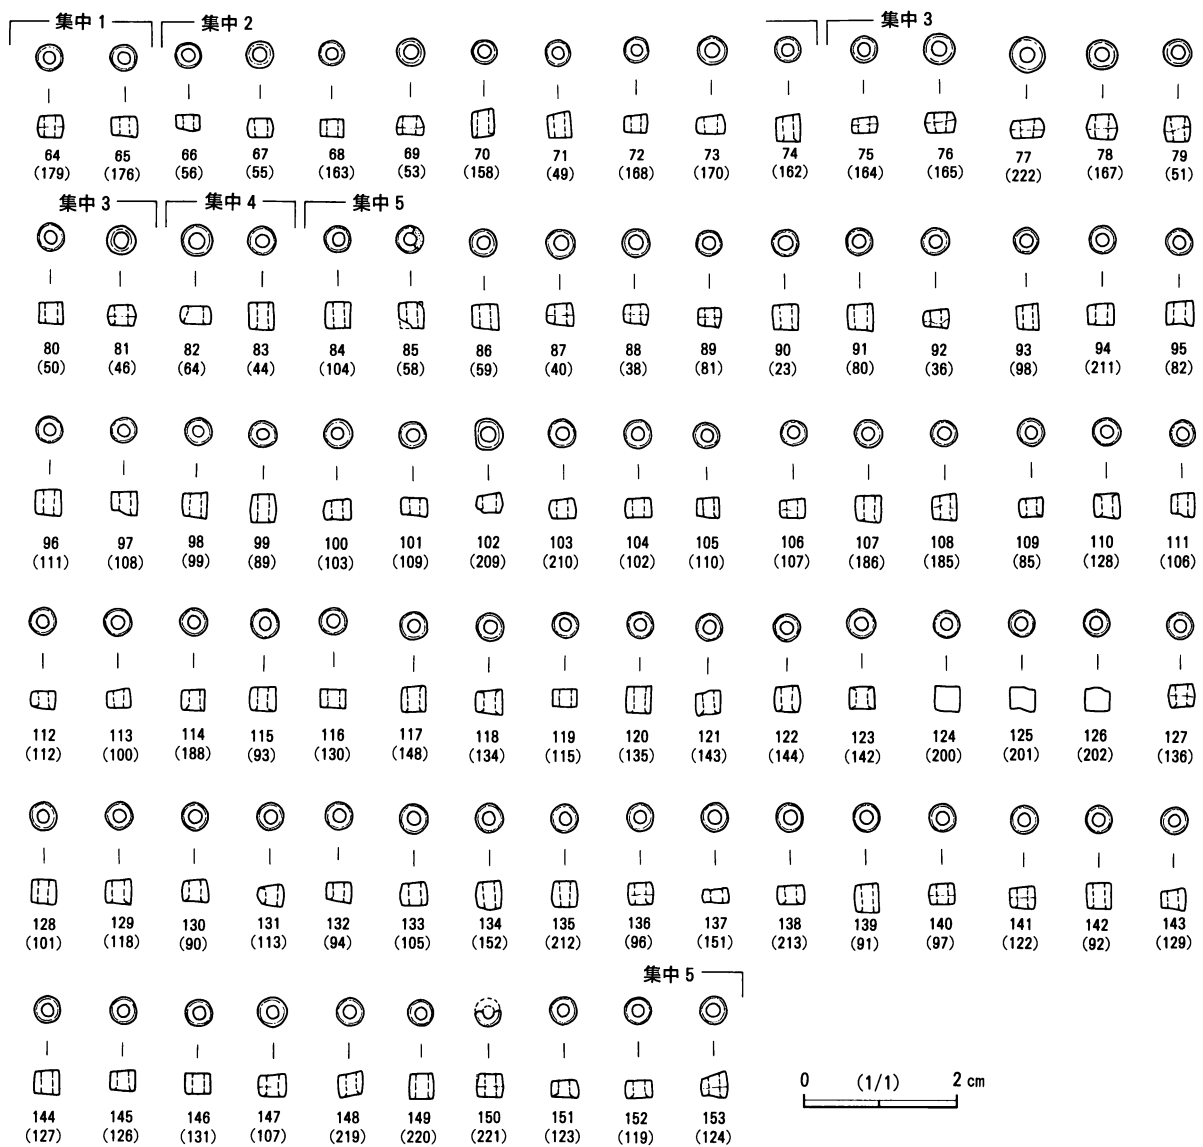 集中 1 集中 2 集中 3
64 65 66 67 68 69 70 71 72 73 74 75 76 77 78 79
(179) (176) (56) (55) (163) (53) (158) (49) (168) (170) (162) (164) (165) (222) (167) (51)
集中 3 集中 4 集中 5
80 81 82 83 84 85 86 87 88 89 90 91 92 93 94 95
(50) (46) (64) (44) (104) (58) (59) (40) (38) (81) (23) (80) (36) (98) (211) (82)
96 97 98 99 100 101 102 103 104 105 106 107 108 109 110 111
(111) (108) (99) (89) (103) (109) (209) (210) (102) (110) (107) (186) (185) (85) (128) (106)
112 113 114 115 116 117 118 119 120 121 122 123 124 125 126 127
(112) (100) (188) (93) (130) (148) (134) (115) (135) (143) (144) (142) (200) (201) (202) (136)
128 129 130 131 132 133 134 135 136 137 138 139 140 141 142 143
(101) (118) (90) (113) (94) (105) (152) (212) (96) (151) (213) (91) (97) (122) (92) (129)
集中 5
144 145 146 147 148 149 150 151 152 153
(127) (126) (131) (107) (219) (220) (221) (123) (119) (124)
0 (1/1) 2 cm